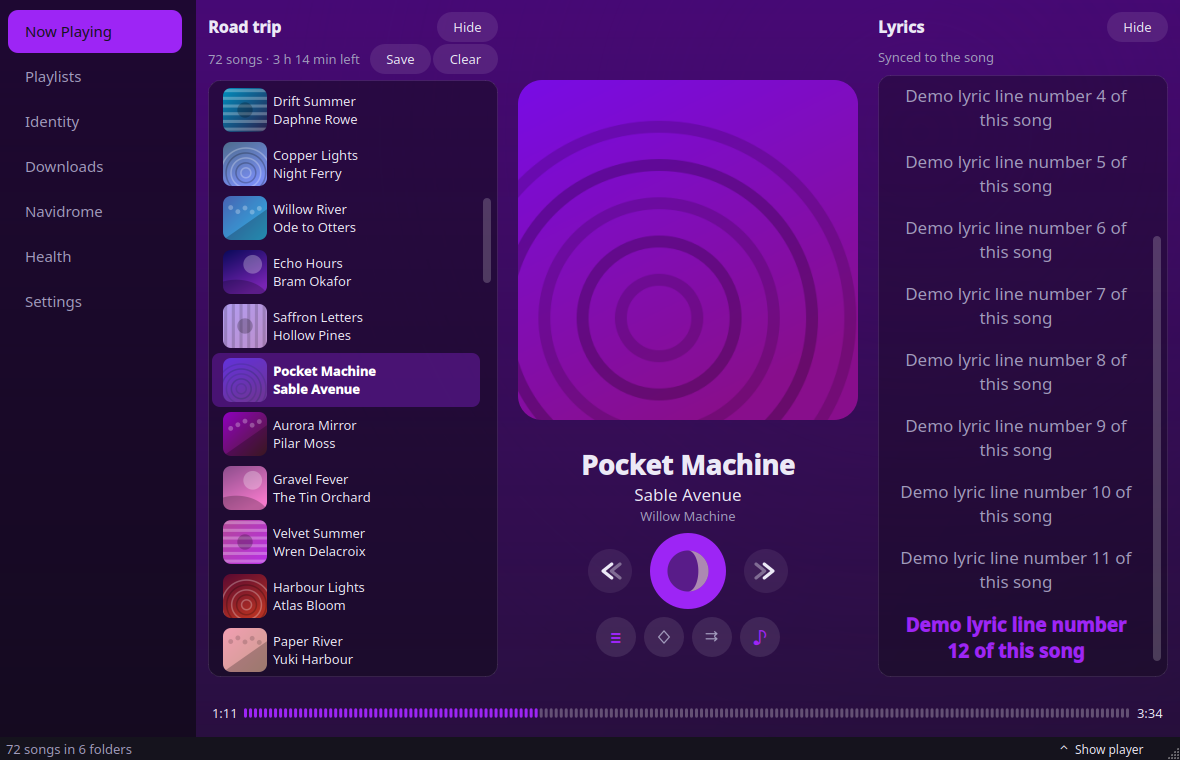 Now Playing
Playlists
Identity
Downloads
Navidrome
Health
Settings
Road trip
Hide
72 songs · 3 h 14 min left
Save
Clear
Drift Summer
Daphne Rowe
Copper Lights
Night Ferry
Willow River
Ode to Otters
Echo Hours
Bram Okafor
Saffron Letters
Hollow Pines
Pocket Machine
Sable Avenue
Aurora Mirror
Pilar Moss
Gravel Fever
The Tin Orchard
Velvet Summer
Wren Delacroix
Harbour Lights
Atlas Bloom
Paper River
Yuki Harbour
Pocket Machine
Sable Avenue
Willow Machine
Lyrics
Hide
Synced to the song
Demo lyric line number 4 of
this song
Demo lyric line number 5 of
this song
Demo lyric line number 6 of
this song
Demo lyric line number 7 of
this song
Demo lyric line number 8 of
this song
Demo lyric line number 9 of
this song
Demo lyric line number 10 of
this song
Demo lyric line number 11 of
this song
Demo lyric line number
12 of this song
1:11
3:34
72 songs in 6 folders
Show player